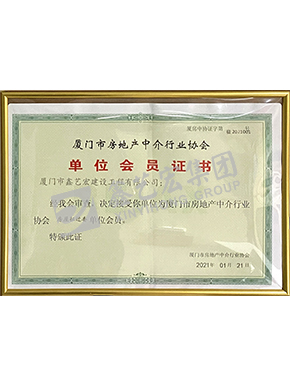 厦门市房地产中介行业协会
单位会员证书
厦门市鑫艺宏建设工程有限公司：
经我会审查，决定接受你单位为厦门市房地产中介行业
协会 单位会员。
特颁此证
厦门市房地产中介行业协会
2021年 01月 21日